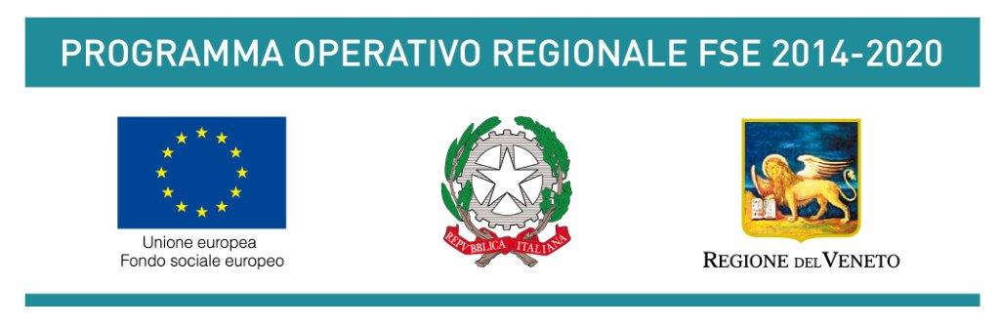 PROGRAMMA OPERATIVO REGIONALE FSE 2014-2020
Unione europea
Fondo sociale europeo
REPVBBLICA ITALIANA
REGIONE DEL VENETO